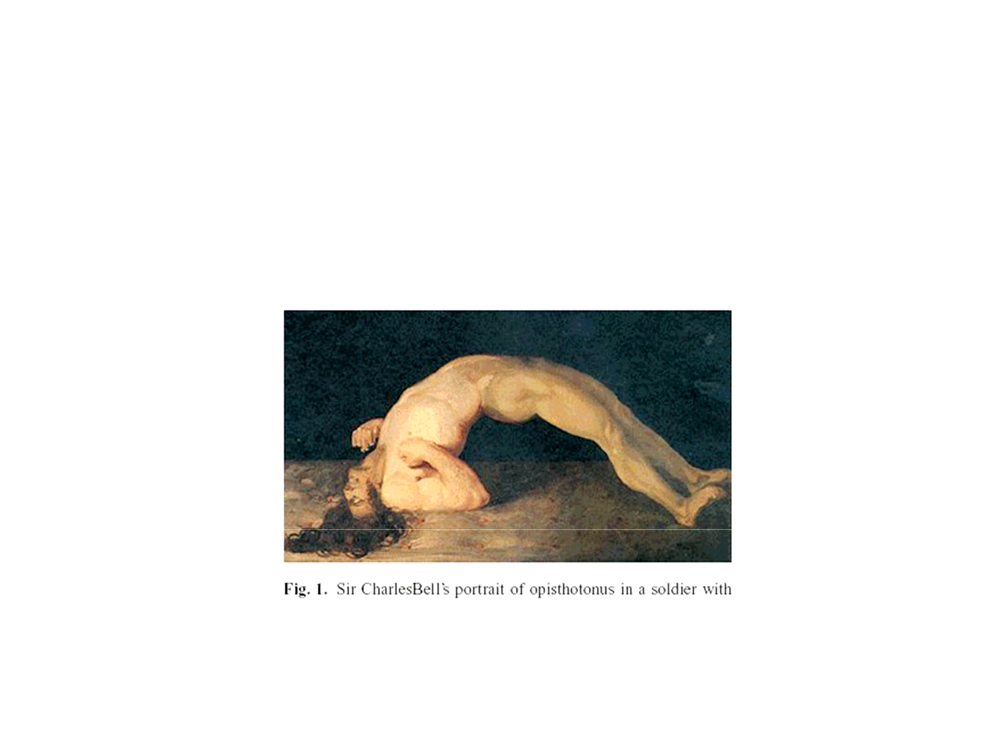 Fig. 1. Sir CharlesBell's portrait of opisthotonus in a soldier with